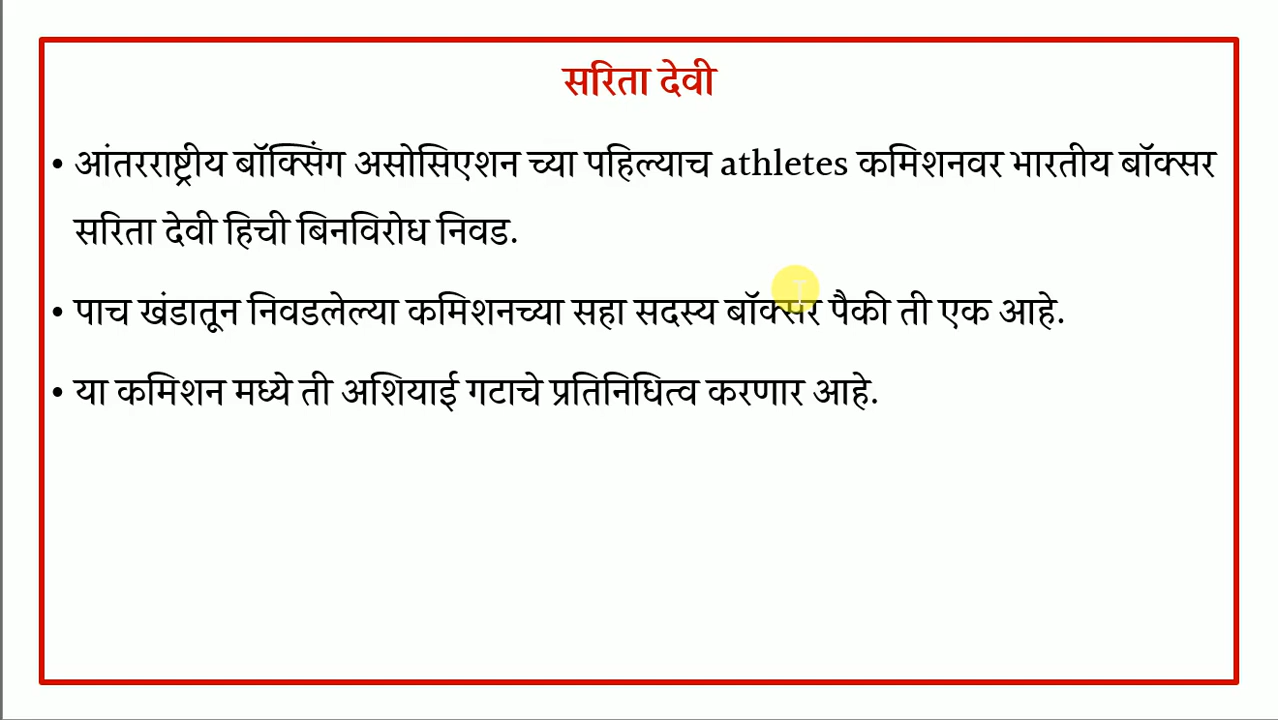 सरिता देवी
• आंतरराष्ट्रीय बॉक्सिंग असोसिएशन च्या पहिल्याच athletes कमिशनवर भारतीय बॉक्सर
सरिता देवी हिची बिनविरोध निवड.
• पाच खंडातून निवडलेल्या कमिशनच्या सहा सदस्य बॉक्सर पैकी ती एक आहे.
• या कमिशन मध्ये ती अशियाई गटाचे प्रतिनिधित्व करणार आहे.